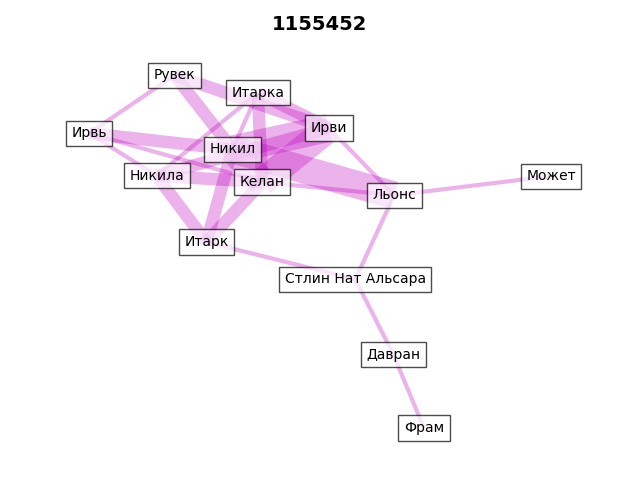 1155452
Рувек
Итарка
Ирвь
Ирви
Никил
Никила
Келан
Может
Льонс
Итарк
Стлин Нат Альсара
Давран
Фрам